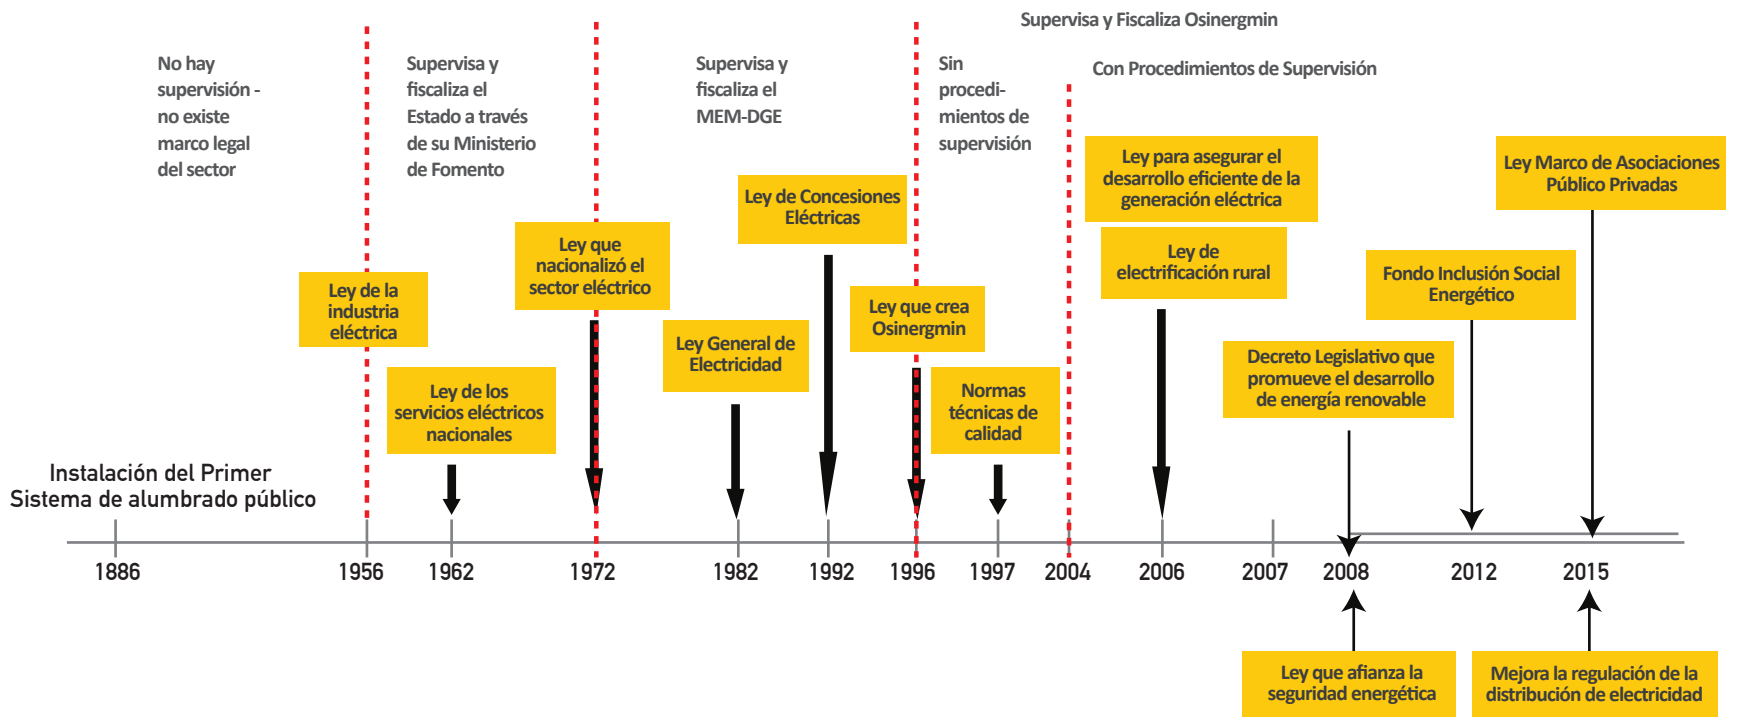 Supervisa y Fiscaliza Osinergmin
No hay
supervisión -
no existe
marco legal
del sector
Supervisa y
fiscaliza el
Estado a través
de su Ministerio
de Fomento
Supervisa y
fiscaliza el
MEM-DGE
Sin
procedi-
mientos de
supervisión
Con Procedimientos de Supervisión
Ley de la
industria
eléctrica
Ley de los
servicios eléctricos
nacionales
Ley que
nacionalizó el
sector eléctrico
Ley General de
Electricidad
Ley de Concesiones
Eléctricas
Ley que crea
Osinergmin
Normas
técnicas de
calidad
Ley para asegurar el
desarrollo eficiente de la
generación eléctrica
Ley de
electrificación rural
Decreto Legislativo que
promueve el desarrollo
de energía renovable
Fondo Inclusión Social
Energético
Ley Marco de Asociaciones
Público Privadas
Instalación del Primer
Sistema de alumbrado público
1886 1956 1962 1972 1982 1992 1996 1997 2004 2006 2007 2008 2012 2015
Ley que afianza la
seguridad energética
Mejora la regulación de la
distribución de electricidad